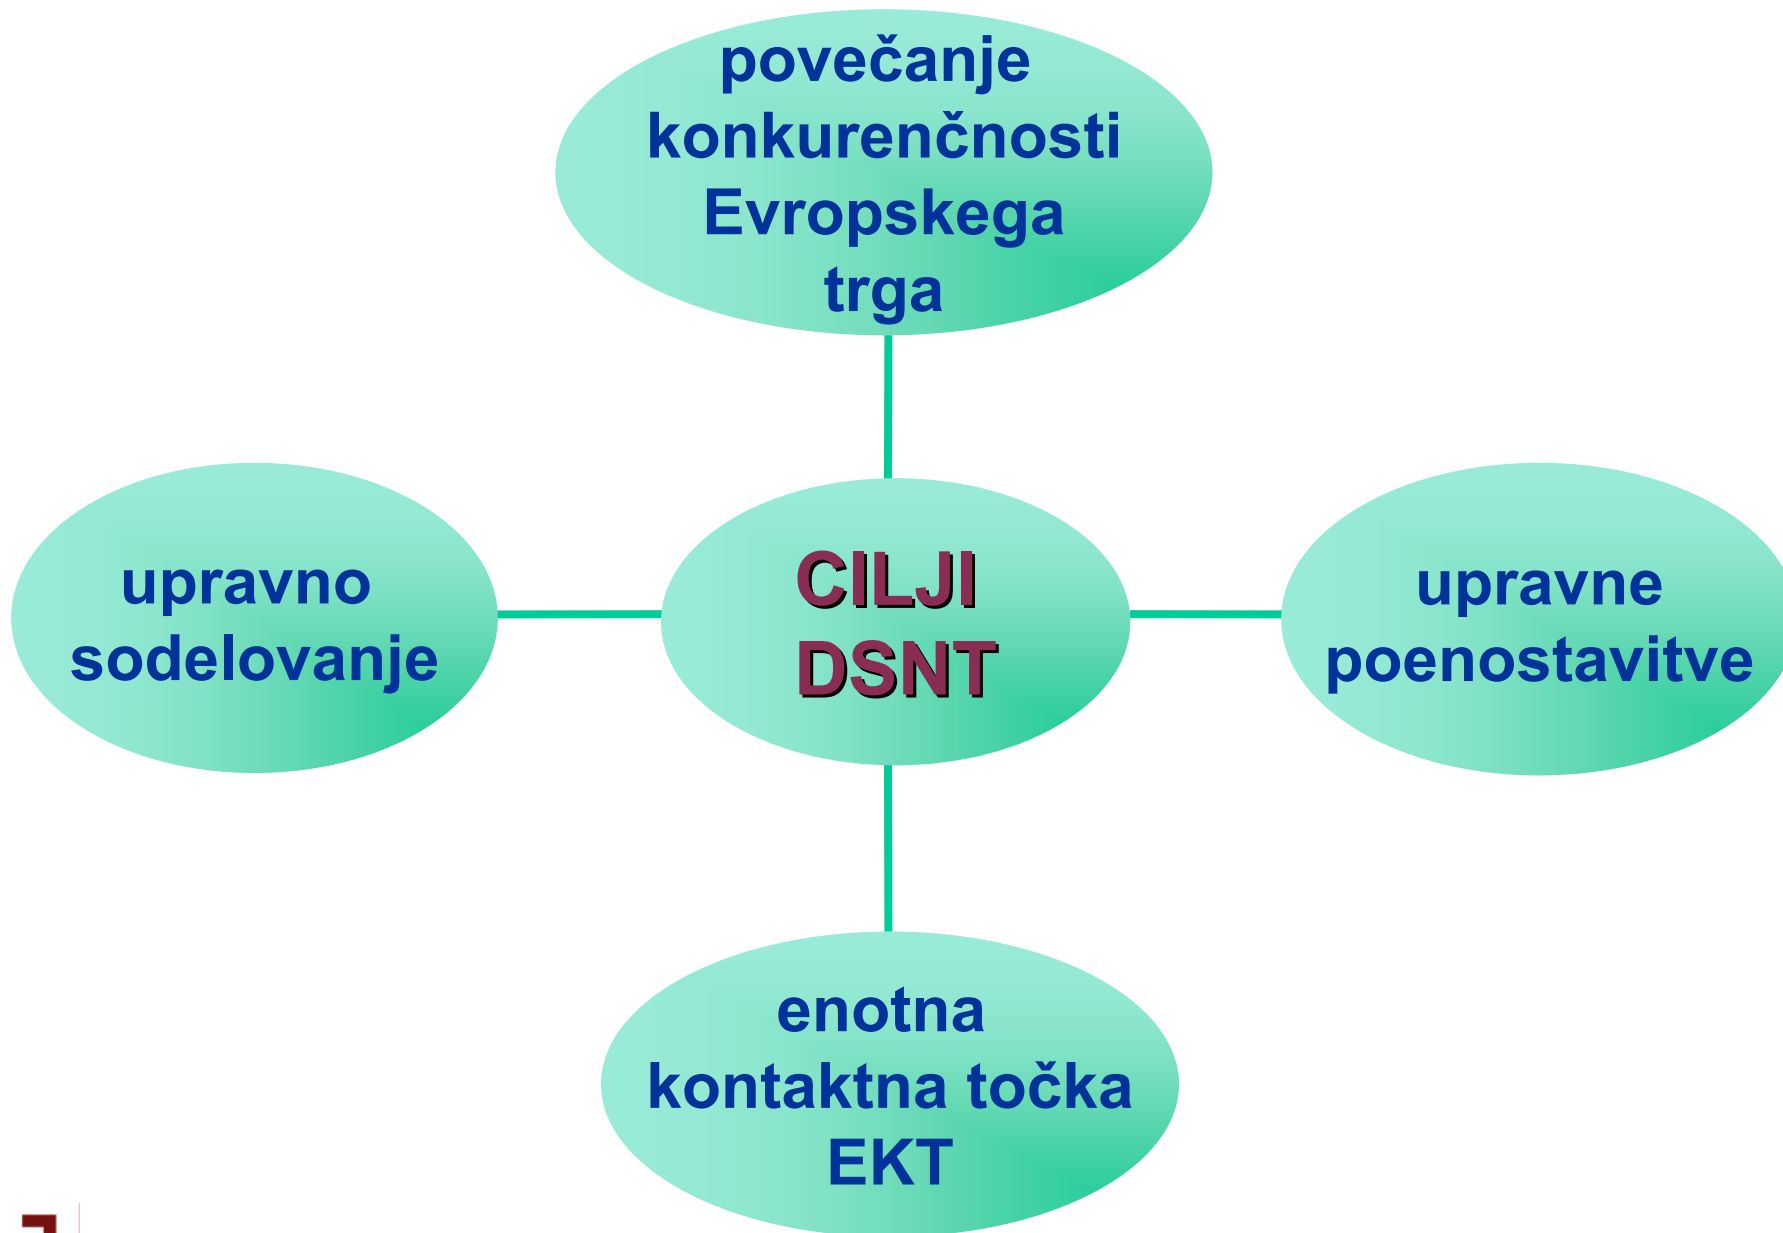 povečanje
konkurenčnosti
Evropskega
trga
upravno
sodelovanje
CILJI
DSNT
upravne
poenostavitve
enotna
kontaktna točka
EKT